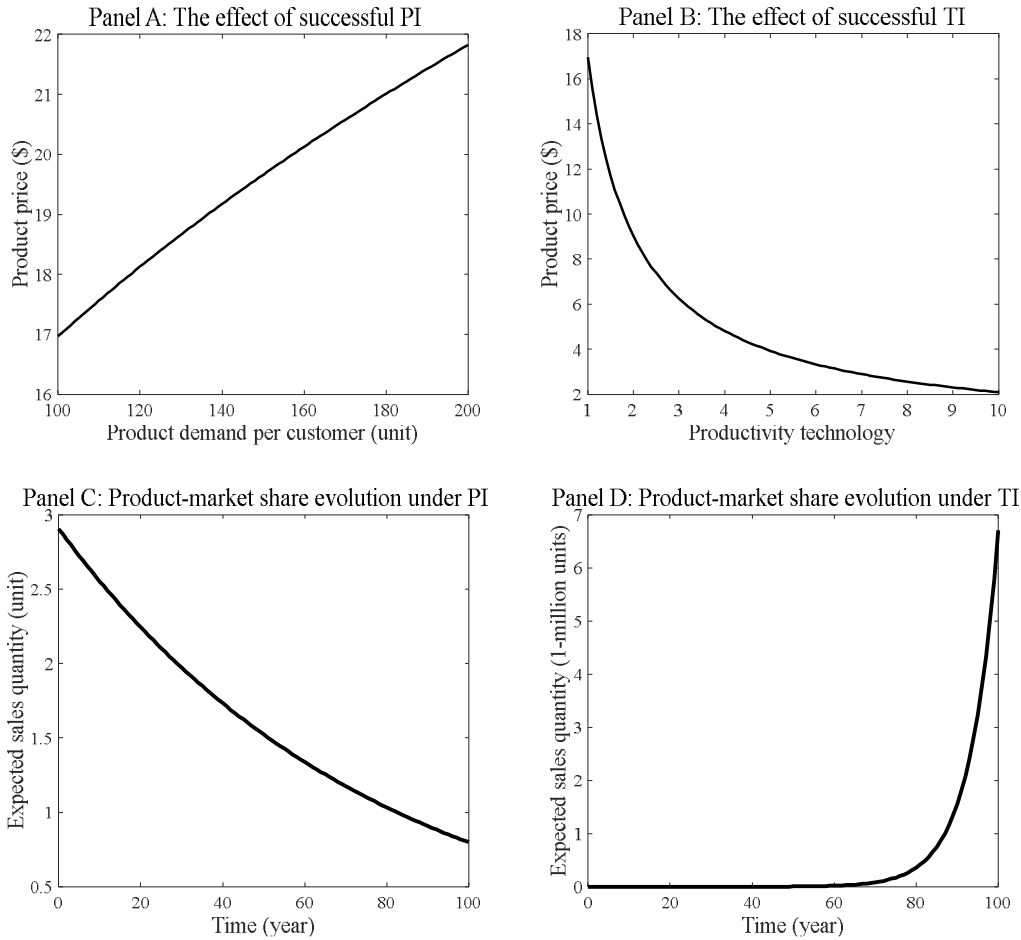 Panel A: The effect of successful PI
22
21
20
19
18
17
16
Product price ($)
100 120 140 160 180 200
Product demand per customer (unit)
Panel B: The effect of successful TI
18
16
14
12
10
8
6
4
2
Product price ($)
1 2 3 4 5 6 7 8 9 10
Productivity technology
Panel C: Product-market share evolution under PI
3
2.5
2
1.5
1
0.5
Expected sales quantity (unit)
0 20 40 60 80 100
Time (year)
Panel D: Product-market share evolution under TI
7
6
5
4
3
2
1
0
Expected sales quantity (1-million units)
0 20 40 60 80 100
Time (year)